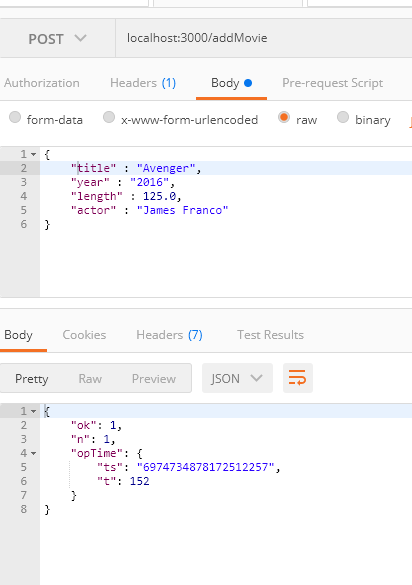 POST localhost:3000/addMovie
Authorization Headers (1) Body Pre-request Script
form-data x-www-form-urlencoded raw binary
1 {
2 "title" : "Avenger",
3 "year" : "2016",
4 "length" : 125.0,
5 "actor" : "James Franco"
6 }
Body Cookies Headers (7) Test Results
Pretty Raw Preview JSON
1 {
2 "ok": 1,
3 "n": 1,
4 "opTime": {
5 "ts": "6974734878172512257",
6 "t": 152
7 }
8 }